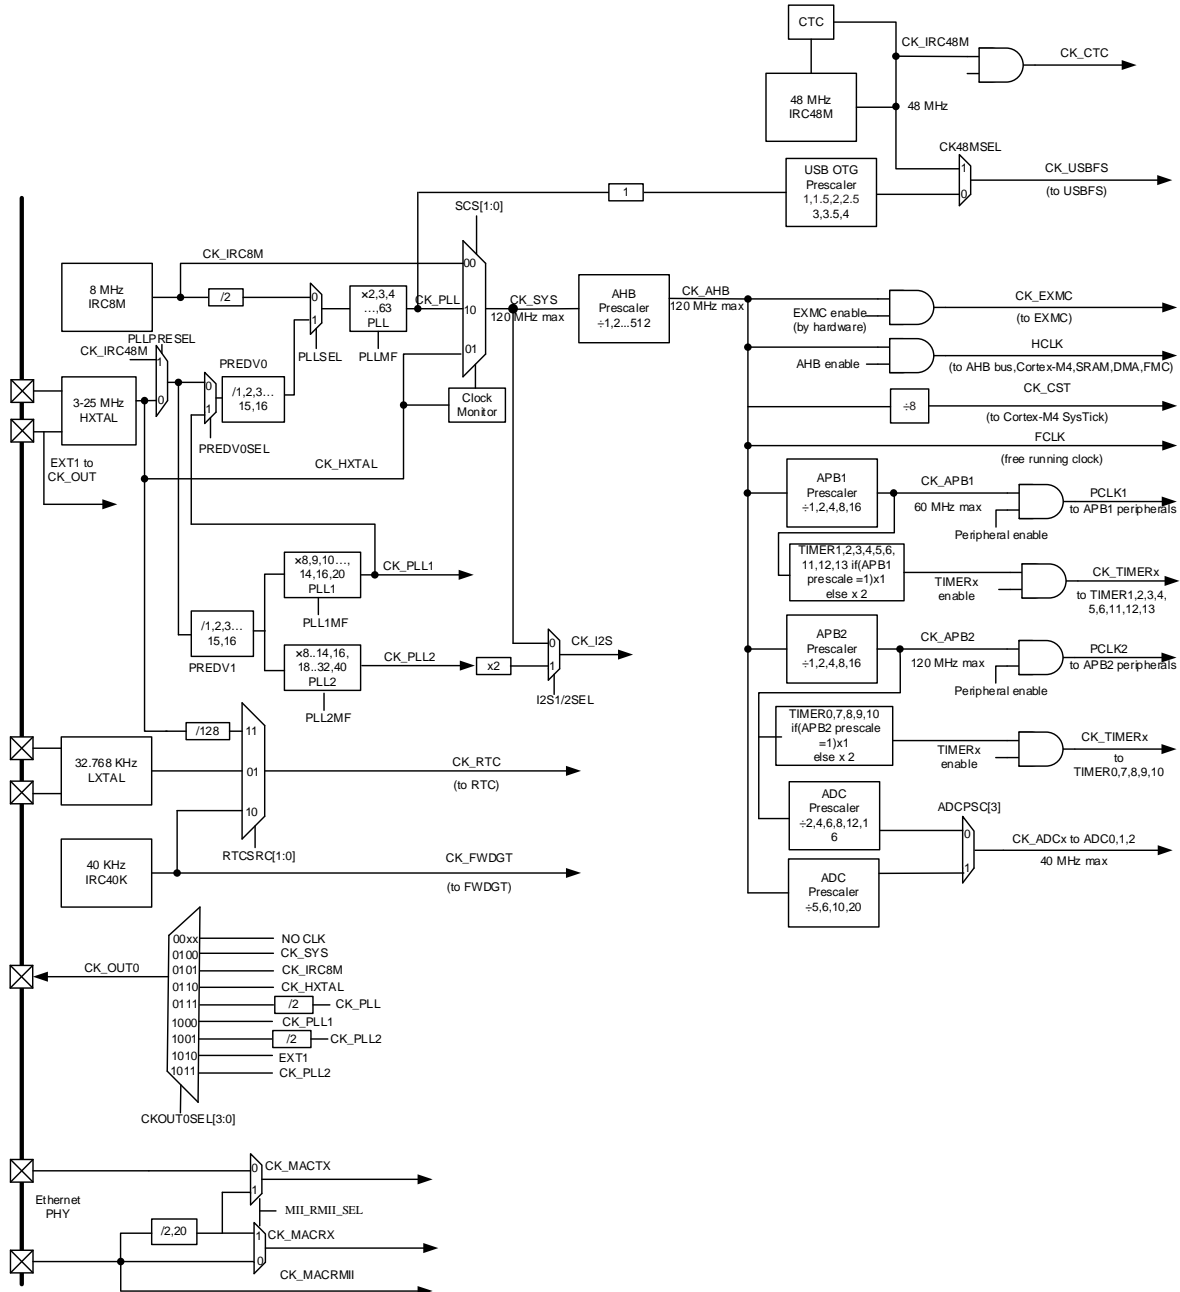 CTC
CK_IRC48M
CK_CTC
48 MHz
IRC48M
48 MHz
CK48MSEL
USB OTG
Prescaler
1,1.5,2,2.5
3,3.5,4
1
0
CK_USBFS
(to USBFS)
1
SCS[1:0]
CK_IRC8M
8 MHz
IRC8M
/2
0
1
PLLSEL
×2,3,4
…,63
PLL
PLLMF
CK_PLL
00
10
01
CK_SYS
120 MHz max
AHB
Prescaler
÷1,2...512
CK_AHB
120 MHz max
EXMC enable
(by hardware)
CK_EXMC
(to EXMC)
AHB enable
HCLK
(to AHB bus,Cortex-M4,SRAM,DMA,FMC)
÷8
CK_CST
(to Cortex-M4 SysTick)
FCLK
(free running clock)
Clock
Monitor
PLLPRESEL
CK_IRC48M
1
0
3-25 MHz
HXTAL
PREDV0
0
1
/1,2,3…
15,16
PREDV0SEL
EXT1 to
CK_OUT
CK_HXTAL
APB1
Prescaler
÷1,2,4,8,16
CK_APB1
60 MHz max
Peripheral enable
PCLK1
to APB1 peripherals
TIMER1,2,3,4,5,6,
11,12,13 if(APB1
prescale =1)x1
else x 2
TIMERx
enable
CK_TIMERx
to TIMER1,2,3,4,
5,6,11,12,13
×8,9,10…,
14,16,20
PLL1
PLL1MF
CK_PLL1
/1,2,3…
15,16
PREDV1
×8..14,16,
18..32,40
PLL2
PLL2MF
CK_PLL2
x2
0
1
CK_I2S
I2S1/2SEL
APB2
Prescaler
÷1,2,4,8,16
CK_APB2
120 MHz max
Peripheral enable
PCLK2
to APB2 peripherals
TIMER0,7,8,9,10
if(APB2 prescale
=1)x1
else x 2
TIMERx
enable
CK_TIMERx
to
TIMER0,7,8,9,10
ADC
Prescaler
÷2,4,6,8,12,1
6
ADCPSC[3]
0
1
CK_ADCx to ADC0,1,2
40 MHz max
ADC
Prescaler
÷5,6,10,20
/128
11
01
10
32.768 KHz
LXTAL
CK_RTC
(to RTC)
RTCSRC[1:0]
40 KHz
IRC40K
CK_FWDGT
(to FWDGT)
CK_OUT0
00xx NO CLK
0100 CK_SYS
0101 CK_IRC8M
0110 CK_HXTAL
0111 /2 CK_PLL
1000 CK_PLL1
1001 /2 CK_PLL2
1010 EXT1
1011 CK_PLL2
CKOUT0SEL[3:0]
0
1
CK_MACTX
Ethernet
PHY
MII_RMII_SEL
/2,20
1
0
CK_MACRX
CK_MACRMII